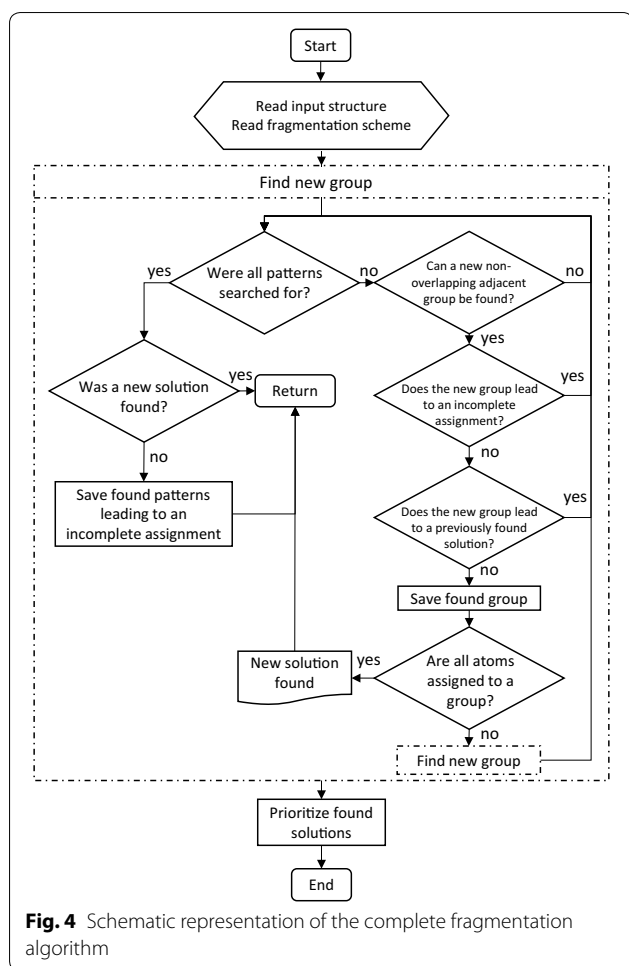 Start
Read input structure
Read fragmentation scheme
Find new group
yes
Were all patterns
searched for?
no
Can a new non-
overlapping adjacent
group be found?
no
yes
Was a new solution
found?
yes
Return
Does the new group lead
to an incomplete
assignment?
yes
no
no
Save found patterns
leading to an
incomplete assignment
Does the new group lead
to a previously found
solution?
yes
no
Save found group
New solution
found
yes
Are all atoms
assigned to a
group?
no
Find new group
Prioritize found
solutions
End
Fig. 4 Schematic representation of the complete fragmentation
algorithm